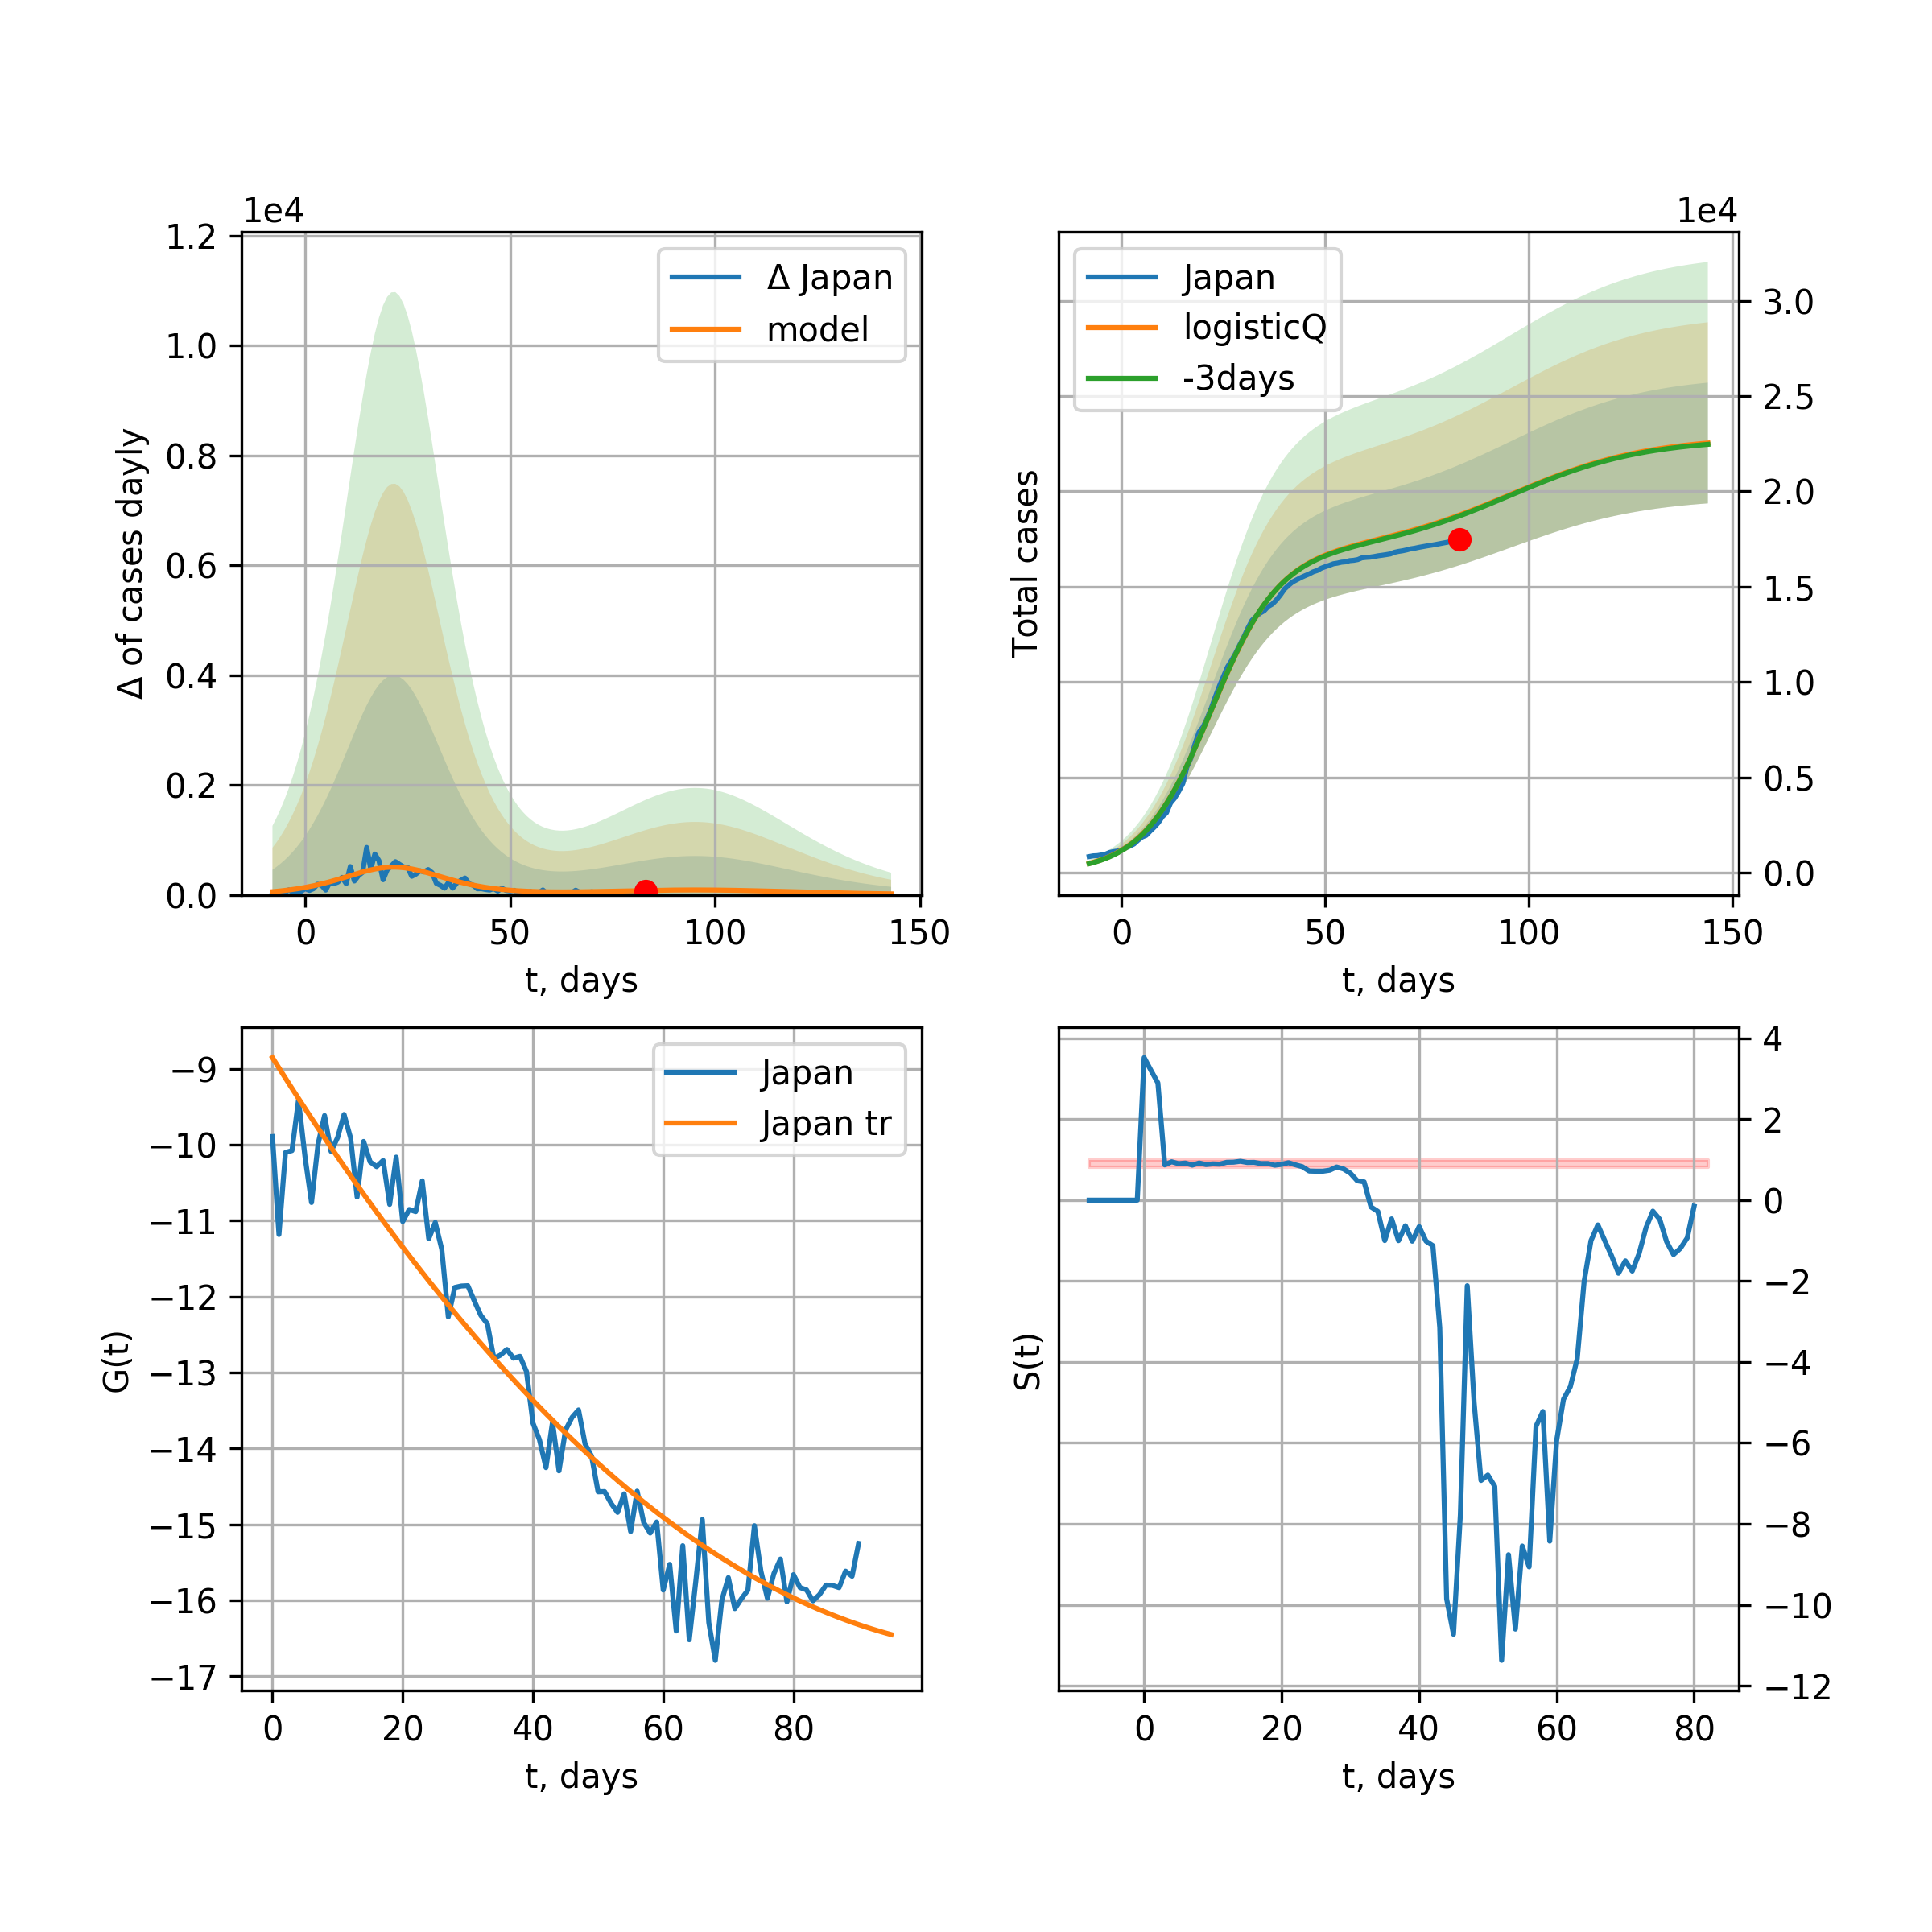 1e4
1.2
1.0
0.8
0.6
0.4
0.2
0.0
Δ of cases dayly
Δ Japan
model
0
50
100
150
t, days
1e4
Total cases
Japan
logisticQ
-3days
3.0
2.5
2.0
1.5
1.0
0.5
0.0
0
50
100
150
t, days
−9
−10
−11
−12
−13
−14
−15
−16
−17
G(t)
Japan
Japan tr
0
20
40
60
80
t, days
S(t)
4
2
0
−2
−4
−6
−8
−10
−12
0
20
40
60
80
t, days